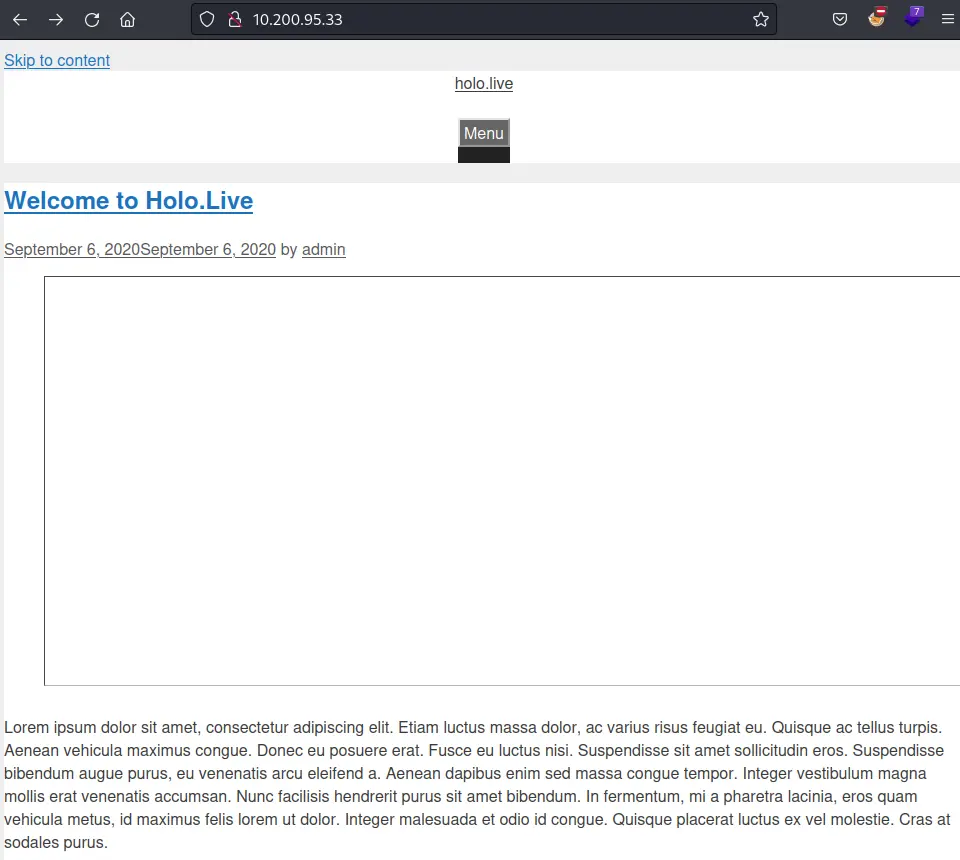 10.200.95.33
7
Skip to content
holo.live
Menu
Welcome to Holo.Live
September 6, 2020September 6, 2020 by admin
Lorem ipsum dolor sit amet, consectetur adipiscing elit. Etiam luctus massa dolor, ac varius risus feugiat eu. Quisque ac tellus turpis.
Aenean vehicula maximus congue. Donec eu posuere erat. Fusce eu luctus nisi. Suspendisse sit amet sollicitudin eros. Suspendisse
bibendum augue purus, eu venenatis arcu eleifend a. Aenean dapibus enim sed massa congue tempor. Integer vestibulum magna
mollis erat venenatis accumsan. Nunc facilisis hendrerit purus sit amet bibendum. In fermentum, mi a pharetra lacinia, eros quam
vehicula metus, id maximus felis lorem ut dolor. Integer malesuada et odio id congue. Quisque placerat luctus ex vel molestie. Cras at
sodales purus.